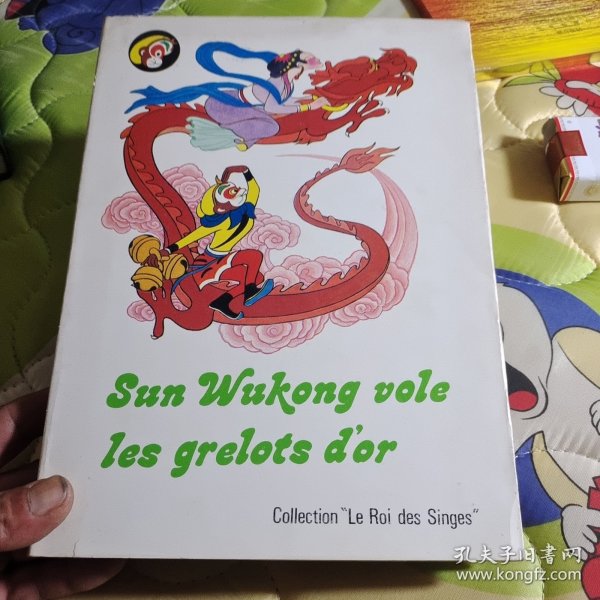 Sun Wukong vole
les grelots d'or
Collection "Le Roi des Singes"
孔夫子旧书网
www.kongfz.com